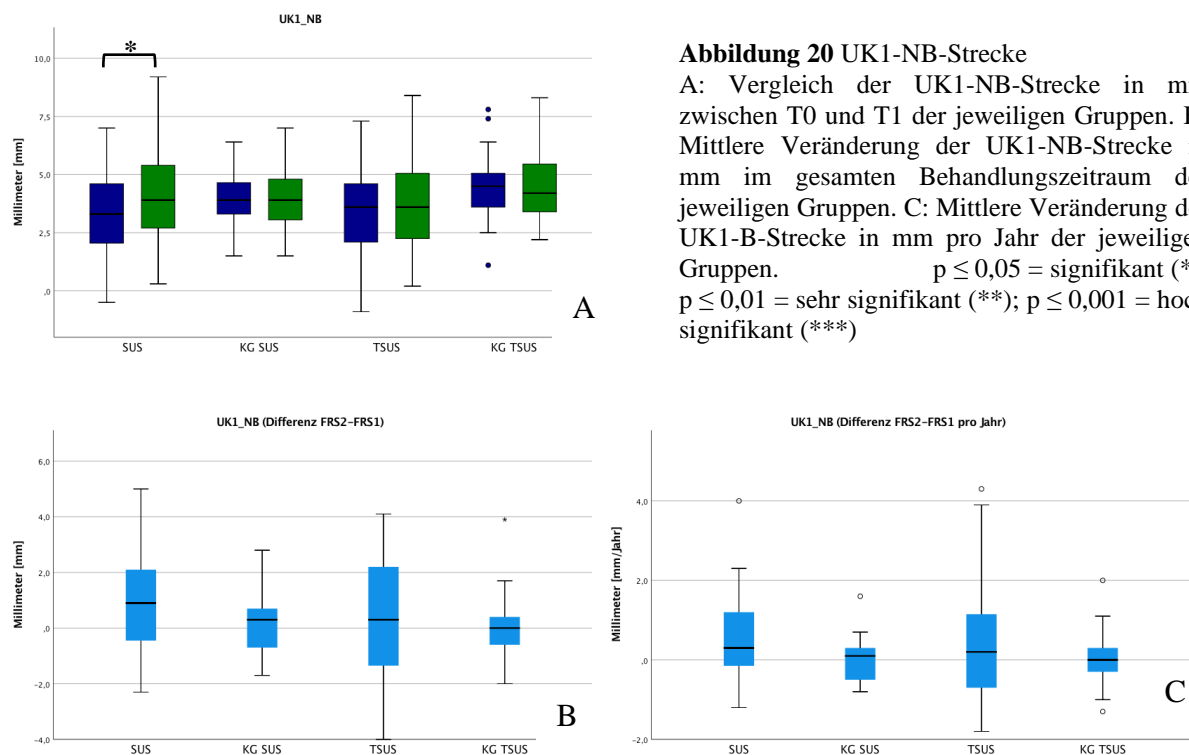 UK1_NB
*
10,0
7,5
5,0
2,5
,0
Millimeter [mm]
SUS KG SUS TSUS KG TSUS
A
Abbildung 20 UK1-NB-Strecke
A: Vergleich der UK1-NB-Strecke in m
zwischen T0 und T1 der jeweiligen Gruppen.
Mittlere Veränderung der UK1-NB-Strecke
mm im gesamten Behandlungszeitraum de
jeweiligen Gruppen. C: Mittlere Veränderung de
UK1-B-Strecke in mm pro Jahr der jeweilige
Gruppen. p ≤ 0,05 = signifikant (*
p ≤ 0,01 = sehr signifikant (**); p ≤ 0,001 = hoc
signifikant (***)
UK1_NB (Differenz FRS2-FRS1)
6,0
4,0
2,0
,0
-2,0
-4,0
Millimeter [mm]
*
SUS KG SUS TSUS KG TSUS
B
UK1_NB (Differenz FRS2-FRS1 pro Jahr)
4,0
2,0
,0
-2,0
Millimeter [mm/Jahr]
SUS KG SUS TSUS KG TSUS
C